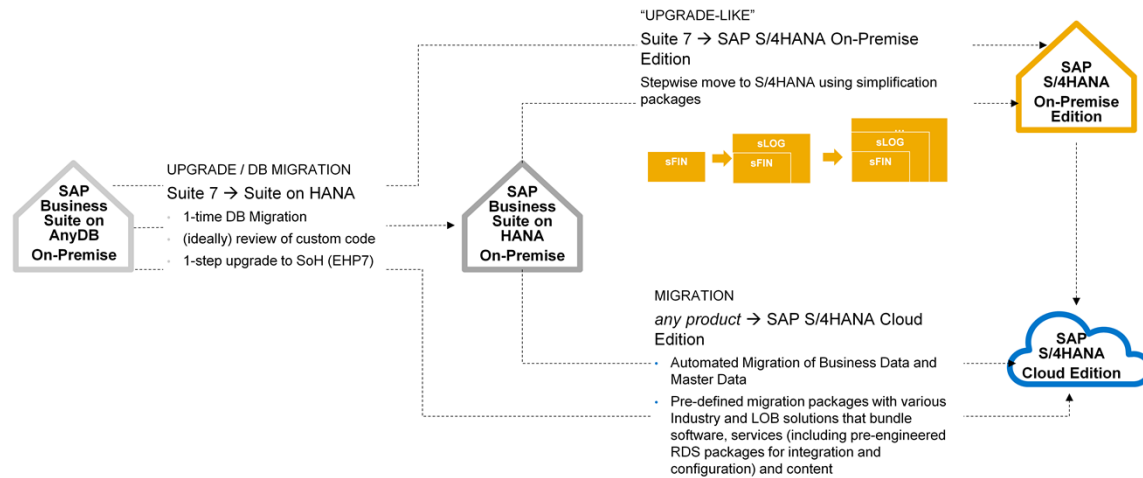 SAP
Business
Suite on
AnyDB
On-Premise
UPGRADE / DB MIGRATION
Suite 7 → Suite on HANA
• 1-time DB Migration
• (ideally) review of custom code
• 1-step upgrade to SoH (EHP7)
SAP
Business
Suite on
HANA
On-Premise
“UPGRADE-LIKE”
Suite 7 → SAP S/4HANA On-Premise
Edition
Stepwise move to S/4HANA using simplification
packages
sFIN
sLOG
sFIN
...
sLOG
sFIN
SAP
S/4HANA
On-Premise
Edition
MIGRATION
any product → SAP S/4HANA Cloud
Edition
• Automated Migration of Business Data and
Master Data
• Pre-defined migration packages with various
Industry and LOB solutions that bundle
software, services (including pre-engineered
RDS packages for integration and
configuration) and content
SAP
S/4HANA
Cloud Edition